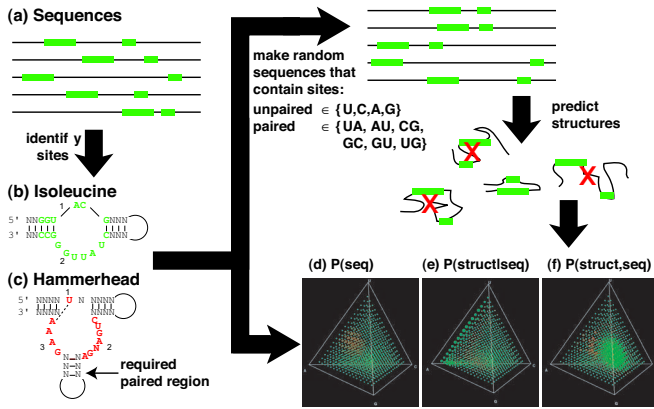 (a) Sequences
identif y
sites
make random
sequences that
contain sites:
unpaired ∈ {U,C,A,G}
paired ∈ {UA, AU, CG,
GC, GU, UG}
predict
structures
X
X
X
(b) Isoleucine
1
AC
5' NNGGU GNNN
3' NNCCG CNNN
G U
G U U A U A
2
(c) Hammerhead
1
5' NNNN U N NNNN
3' NNNN NNNN
A C
A U
A G
A A
G N
A G
3 2
N N
N N
N N
required
paired region
(d) P(seq)
(e) P(struct|seq)
(f) P(struct,seq)
A
C
G
A
C
G
A
G